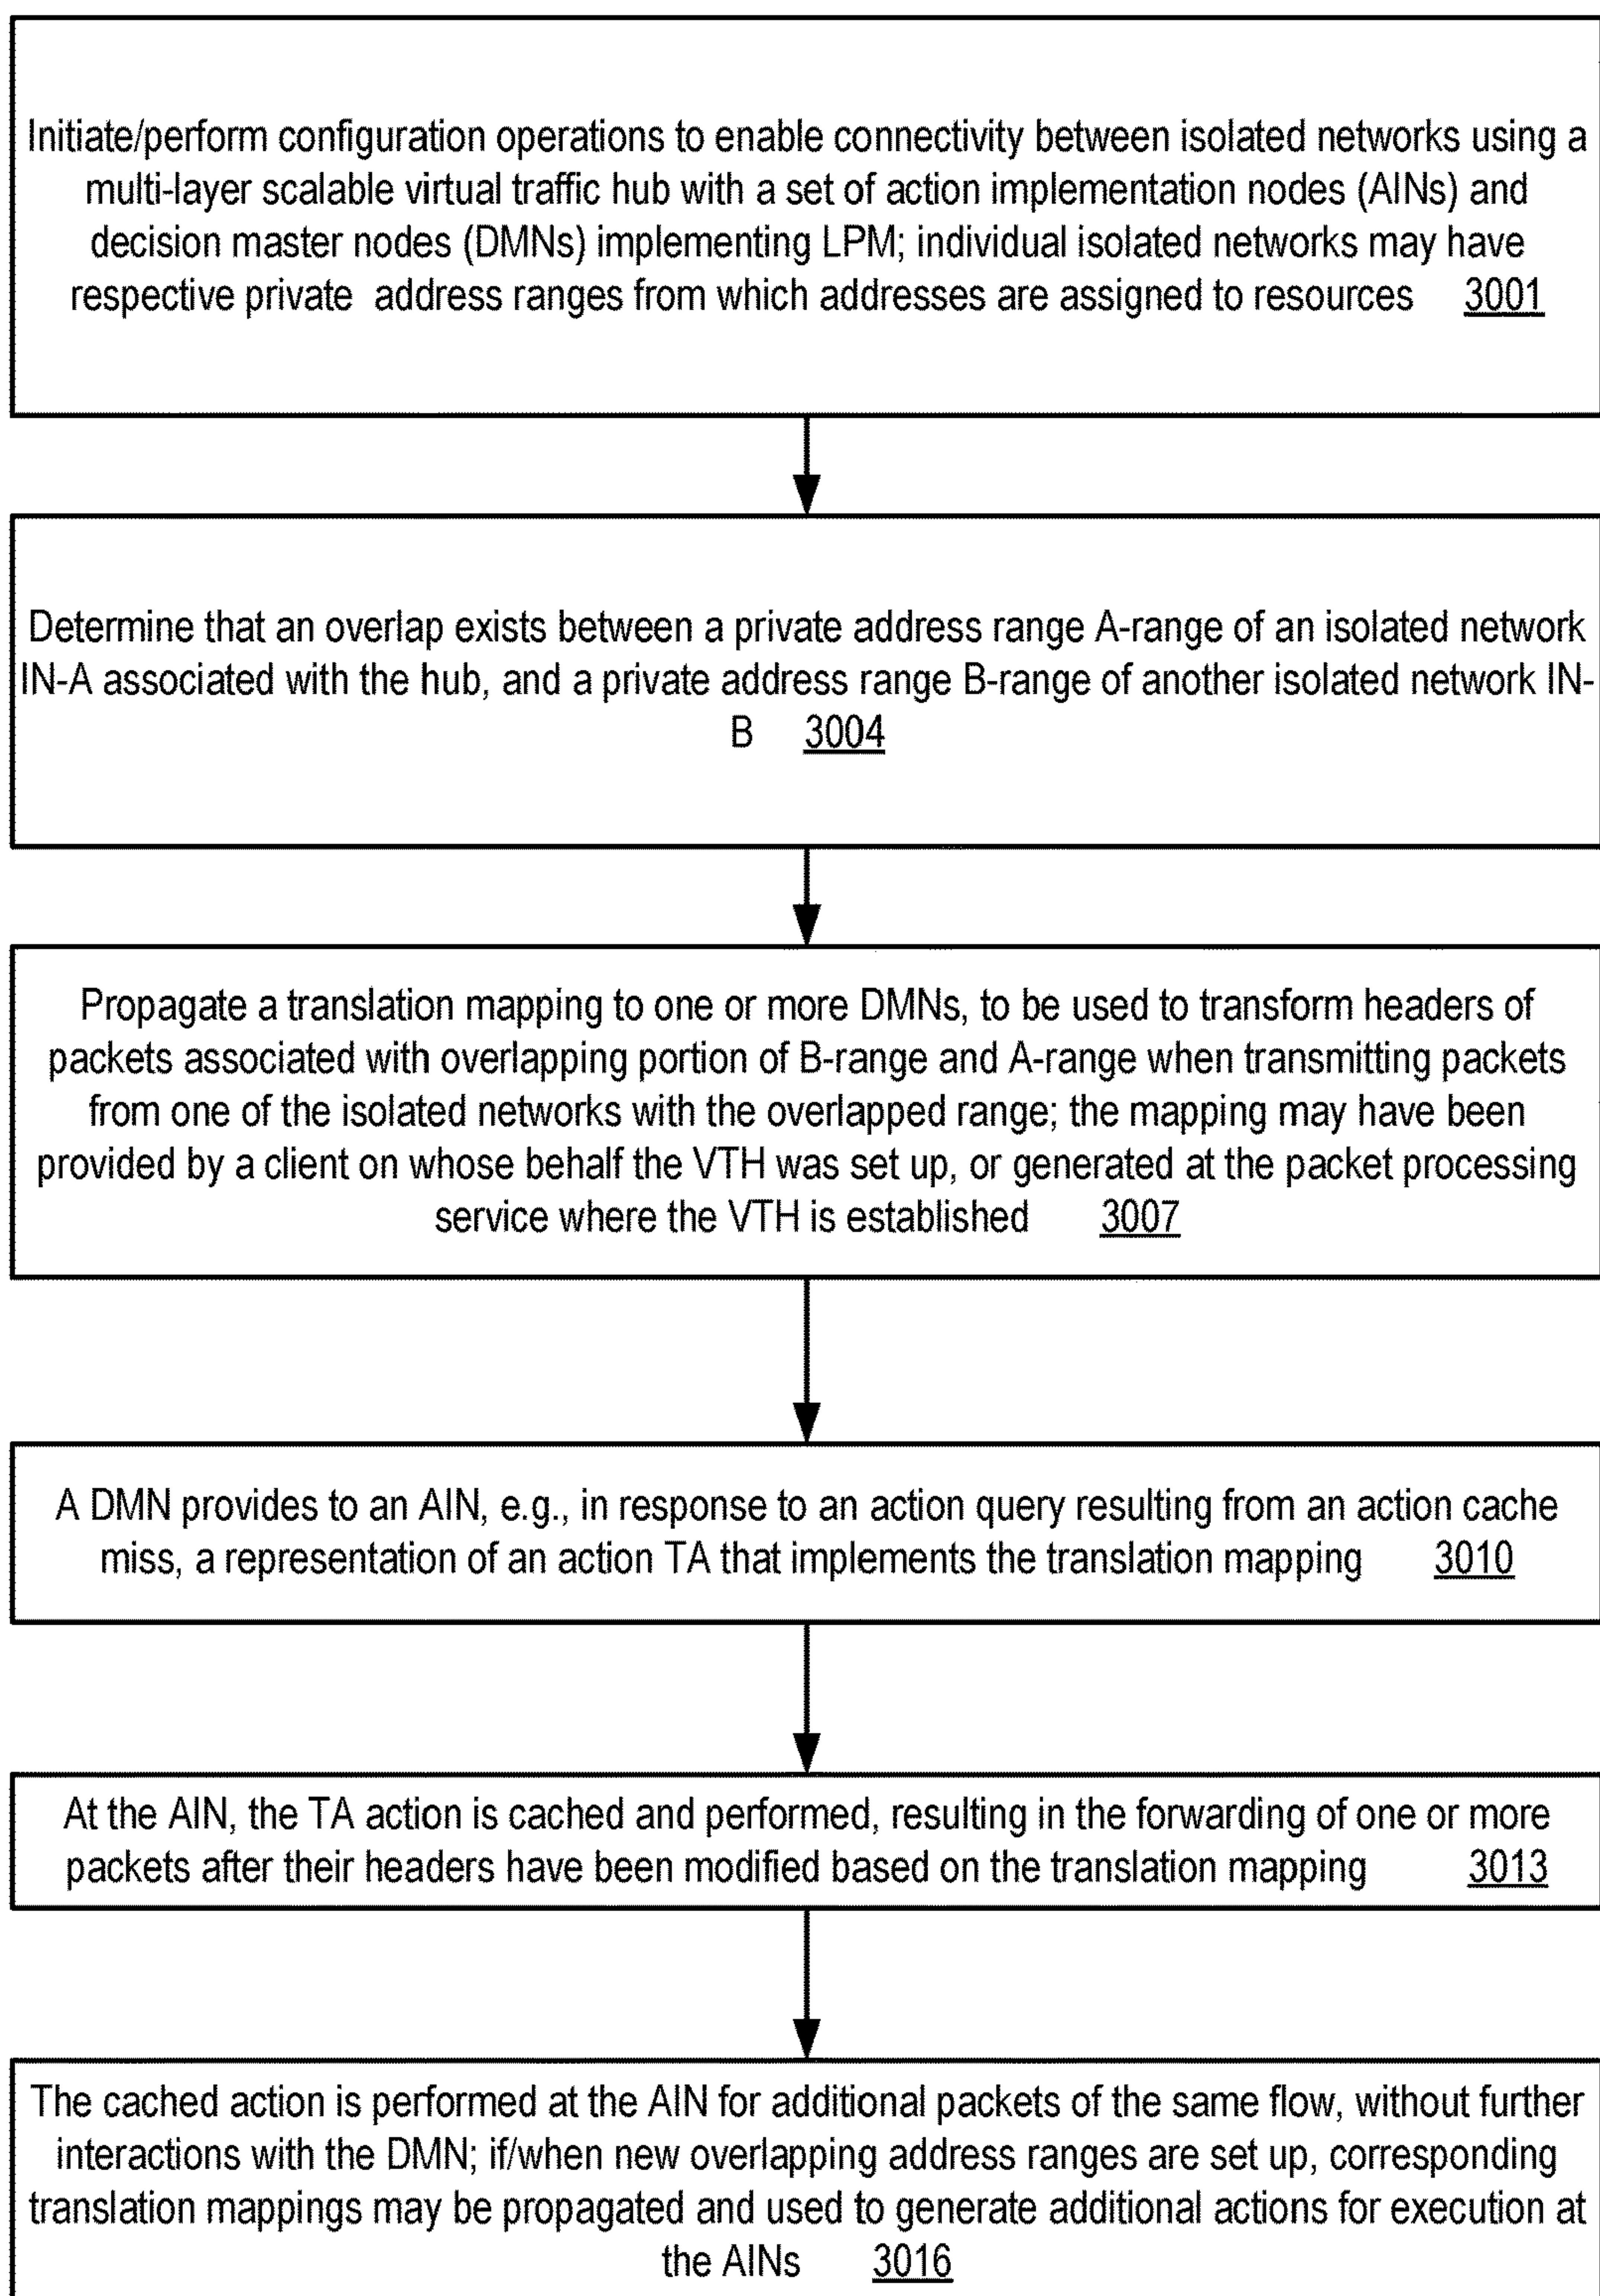 Initiate/perform configuration operations to enable connectivity between isolated networks using a
multi-layer scalable virtual traffic hub with a set of action implementation nodes (AINs) and
decision master nodes (DMNs) implementing LPM; individual isolated networks may have
respective private address ranges from which addresses are assigned to resources 3001
Determine that an overlap exists between a private address range A-range of an isolated network
IN-A associated with the hub, and a private address range B-range of another isolated network IN-
B 3004
Propagate a translation mapping to one or more DMNs, to be used to transform headers of
packets associated with overlapping portion of B-range and A-range when transmitting packets
from one of the isolated networks with the overlapped range; the mapping may have been
provided by a client on whose behalf the VTH was set up, or generated at the packet processing
service where the VTH is established 3007
A DMN provides to an AIN, e.g., in response to an action query resulting from an action cache
miss, a representation of an action TA that implements the translation mapping 3010
At the AIN, the TA action is cached and performed, resulting in the forwarding of one or more
packets after their headers have been modified based on the translation mapping 3013
The cached action is performed at the AIN for additional packets of the same flow, without further
interactions with the DMN; if/when new overlapping address ranges are set up, corresponding
translation mappings may be propagated and used to generate additional actions for execution at
the AINs 3016